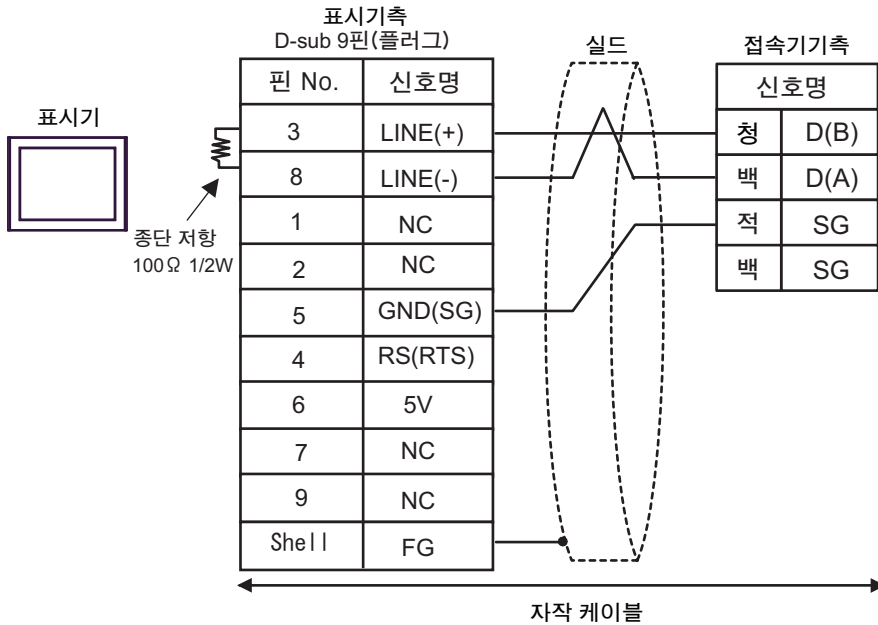 표시기측
D-sub 9핀(플러그)
실드
접속기기측
표시기
핀 No. 신호명
3 LINE(+)
8 LINE(-)
1 NC
2 NC
5 GND(SG)
4 RS(RTS)
6 5V
7 NC
9 NC
Shell FG
종단 저항
100Ω 1/2W
신호명
청 D(B)
백 D(A)
적 SG
백 SG
자작 케이블